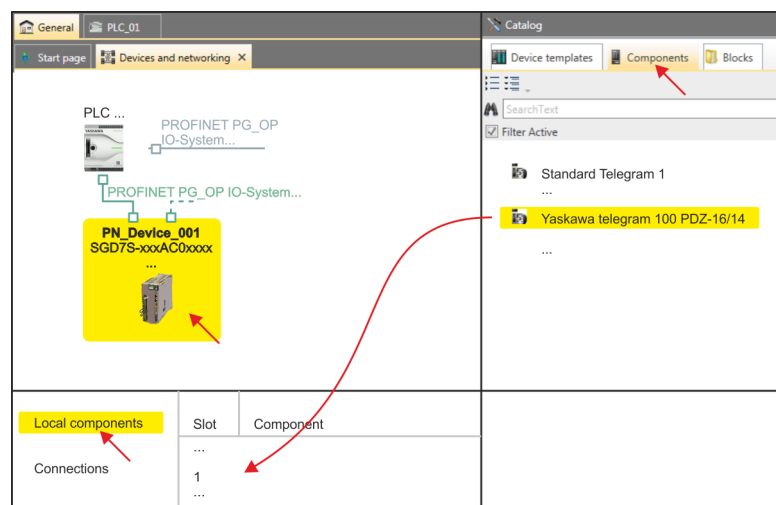 General
PLC_01
Start page
Devices and networking
PLC ...
PROFINET PG_OP
IO-System...
PROFINET PG_OP IO-System...
PN_Device_001
SGD7S-xxxAC0xxxx
...
Local components
Connections
Slot
Component
...
1
...
Catalog
Device templates
Components
Blocks
SearchText
Filter Active
Standard Telegram 1
...
Yaskawa telegram 100 PDZ-16/14
...